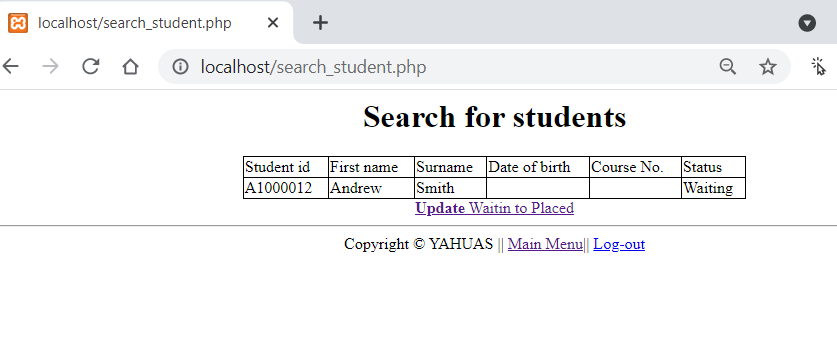 localhost/search_student.php
localhost/search_student.php
Search for students
Student id First name Surname Date of birth Course No. Status
A1000012 Andrew Smith Waiting
Update Waitin to Placed
Copyright © YAHUAS || Main Menu|| Log-out